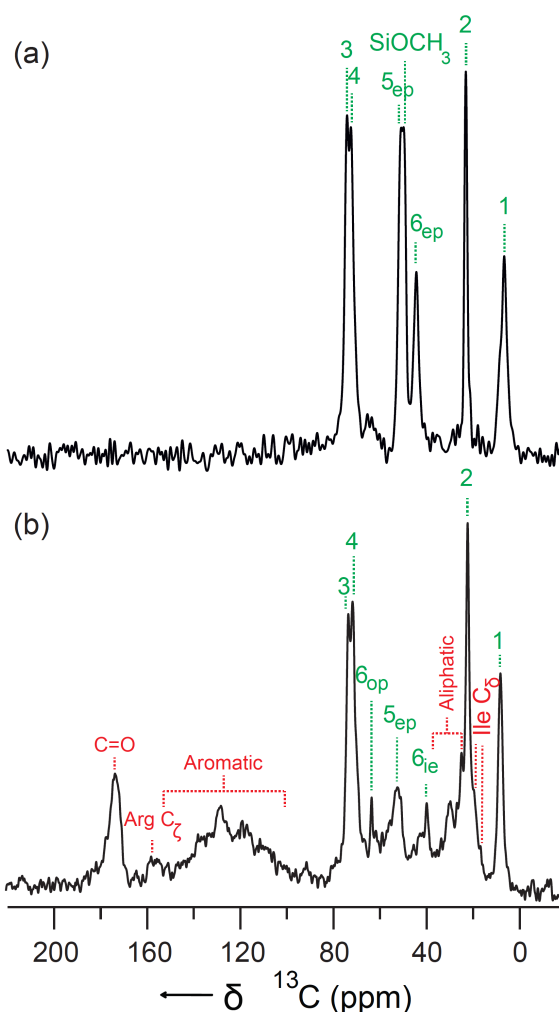 (a)
3
4
5ep
SiOCH3
6ep
2
1
(b)
2
4
3
6op
5ep
6ie
Aliphatic
Ile Cδ
1
C=O
Arg Cζ
Aromatic
200 160 120 80 40 0
← δ 13C (ppm)